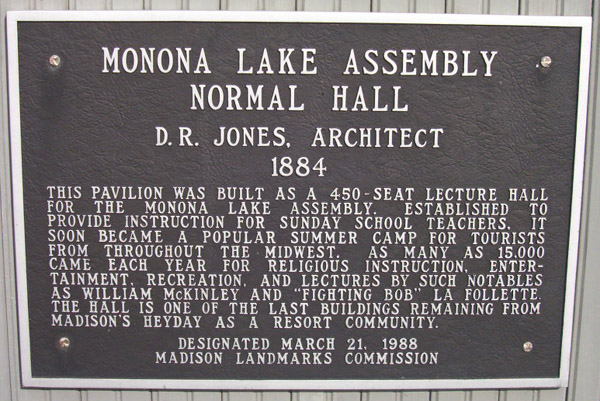 MONONA LAKE ASSEMBLY
NORMAL HALL
D.R. JONES, ARCHITECT
1884
THIS PAVILION WAS BUILT AS A 450-SEAT LECTURE HALL
FOR THE MONONA LAKE ASSEMBLY. ESTABLISHED TO
PROVIDE INSTRUCTION FOR SUNDAY SCHOOL TEACHERS, IT
SOON BECAME A POPULAR SUMMER CAMP FOR TOURISTS
FROM THROUGHOUT THE MIDWEST. AS MANY AS 15,000
CAME EACH YEAR FOR RELIGIOUS INSTRUCTION, ENTER-
TAINMENT, RECREATION, AND LECTURES BY SUCH NOTABLES
AS WILLIAM McKINLEY AND "FIGHTING BOB" LA FOLLETTE.
THE HALL IS ONE OF THE LAST BUILDINGS REMAINING FROM
MADISON'S HEYDAY AS A RESORT COMMUNITY.
DESIGNATED MARCH 21, 1988
MADISON LANDMARKS COMMISSION